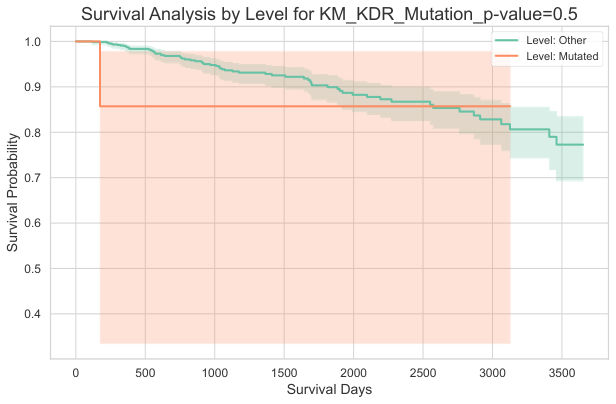 Survival Analysis by Level for KM_KDR_Mutation_p-value=0.5
Level: Other
Level: Mutated
Survival Probability
1.0
0.9
0.8
0.7
0.6
0.5
0.4
0 500 1000 1500 2000 2500 3000 3500
Survival Days